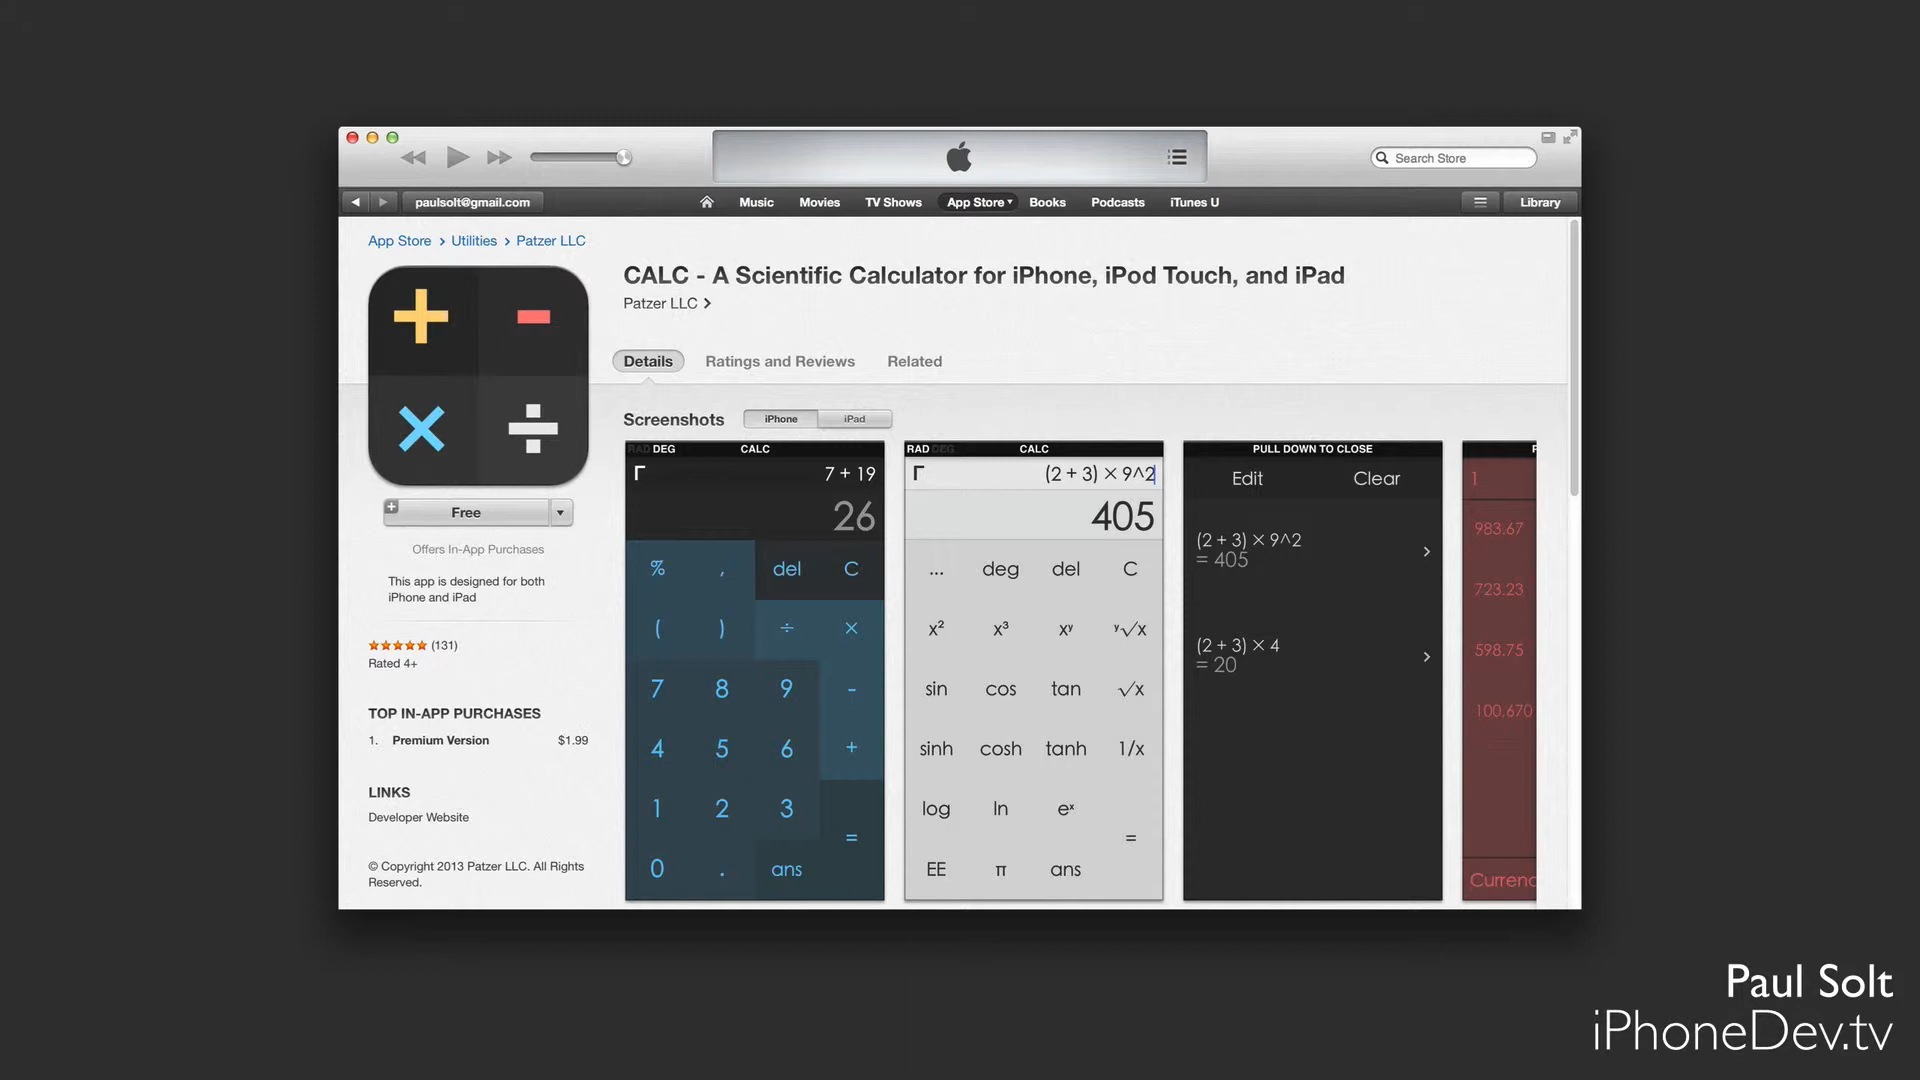 Search Store
paulsolt@gmail.com
Music Movies TV Shows App Store Books Podcasts iTunes U
Library
App Store > Utilities > Patzer LLC
CALC - A Scientific Calculator for iPhone, iPod Touch, and iPad
Patzer LLC >
Details Ratings and Reviews Related
Free
Offers In-App Purchases
This app is designed for both
iPhone and iPad
(131)
Rated 4+
TOP IN-APP PURCHASES
1. Premium Version $1.99
LINKS
Developer Website
© Copyright 2013 Patzer LLC. All Rights
Reserved.
Screenshots iPhone iPad
RAD DEG CALC
7 + 19
26
% , del C
( ) ÷ ×
7 8 9 -
4 5 6 +
1 2 3
=
0 . ans
RAD DEG CALC
(2 + 3) × 9^2
405
... deg del C
x² x³ xʸ ʸ√x
sin cos tan √x
sinh cosh tanh 1/x
log ln eˣ
=
EE π ans
PULL DOWN TO CLOSE
Edit Clear
(2 + 3) × 9^2
= 405
(2 + 3) × 4
= 20
1
983.67
723.23
598.75
100,670
Paul Solt
iPhoneDev.tv